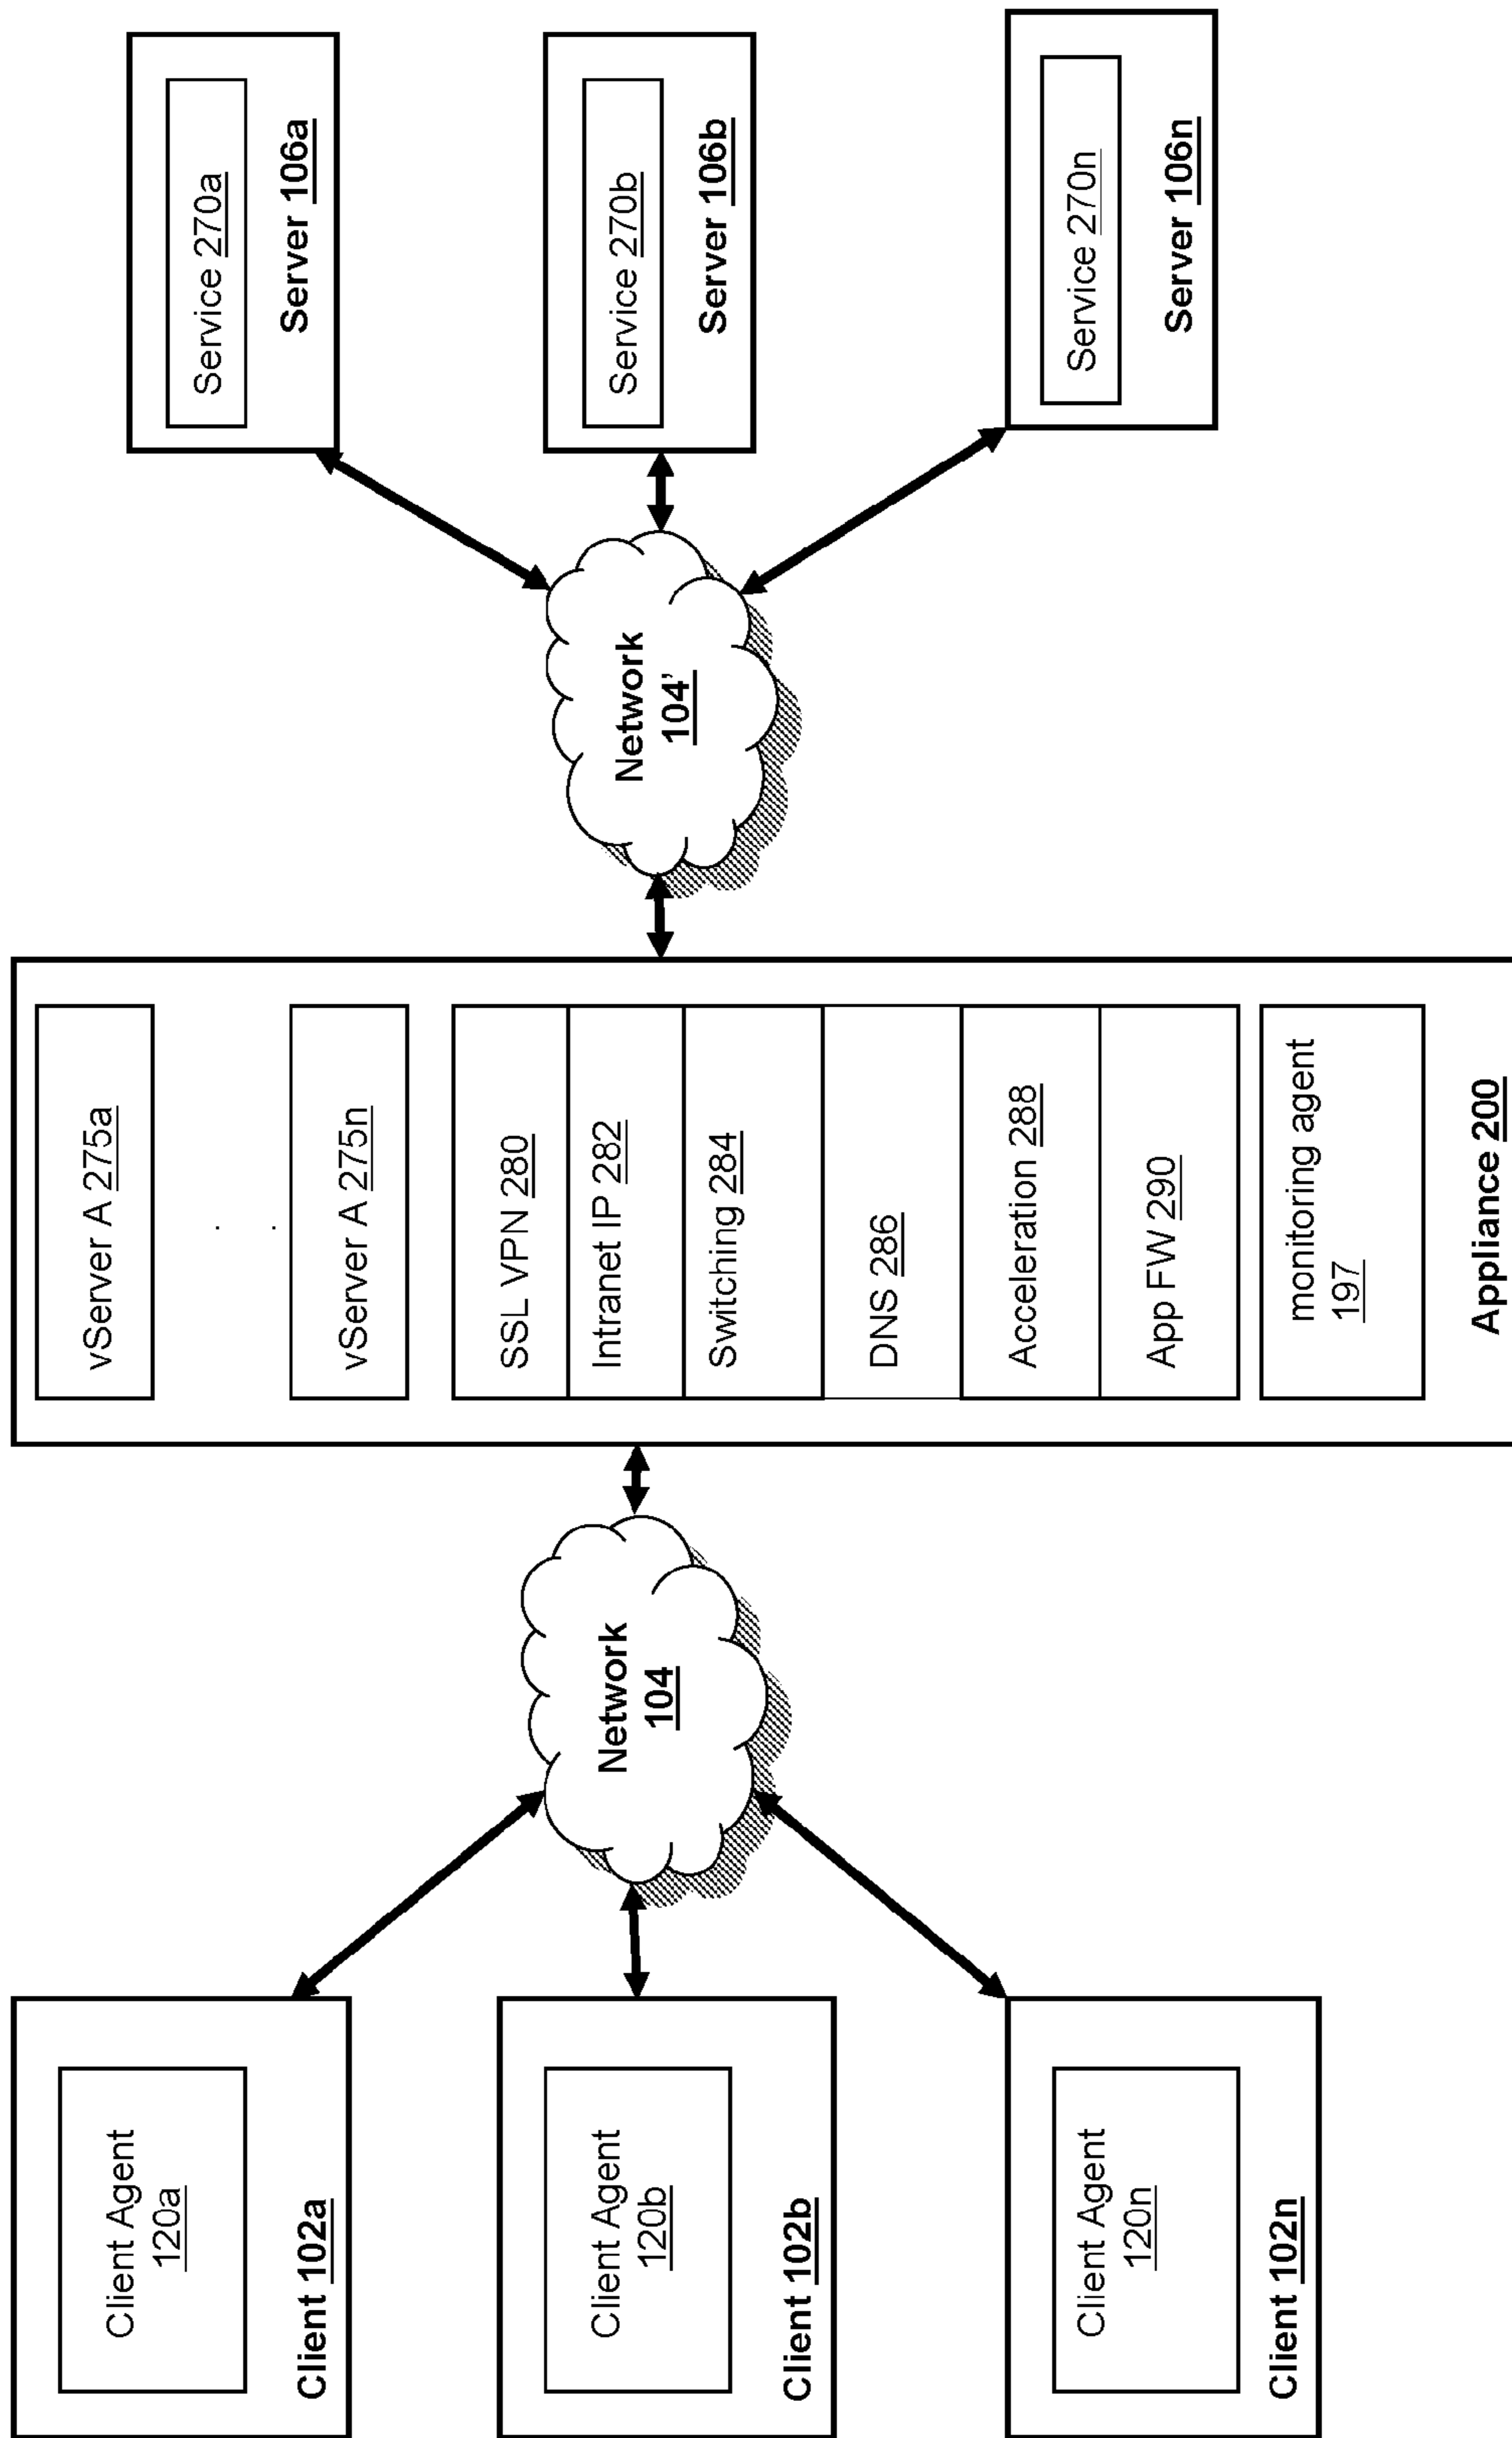 Client Agent
120a
Client 102a
Client Agent
120b
Client 102b
Client Agent
120n
Client 102n
Network
104
vServer A 275a
vServer A 275n
SSL VPN 280
Intranet IP 282
Switching 284
DNS 286
Acceleration 288
App FW 290
monitoring agent
197
Appliance 200
Network
104’
Service 270a
Server 106a
Service 270b
Server 106b
Service 270n
Server 106n